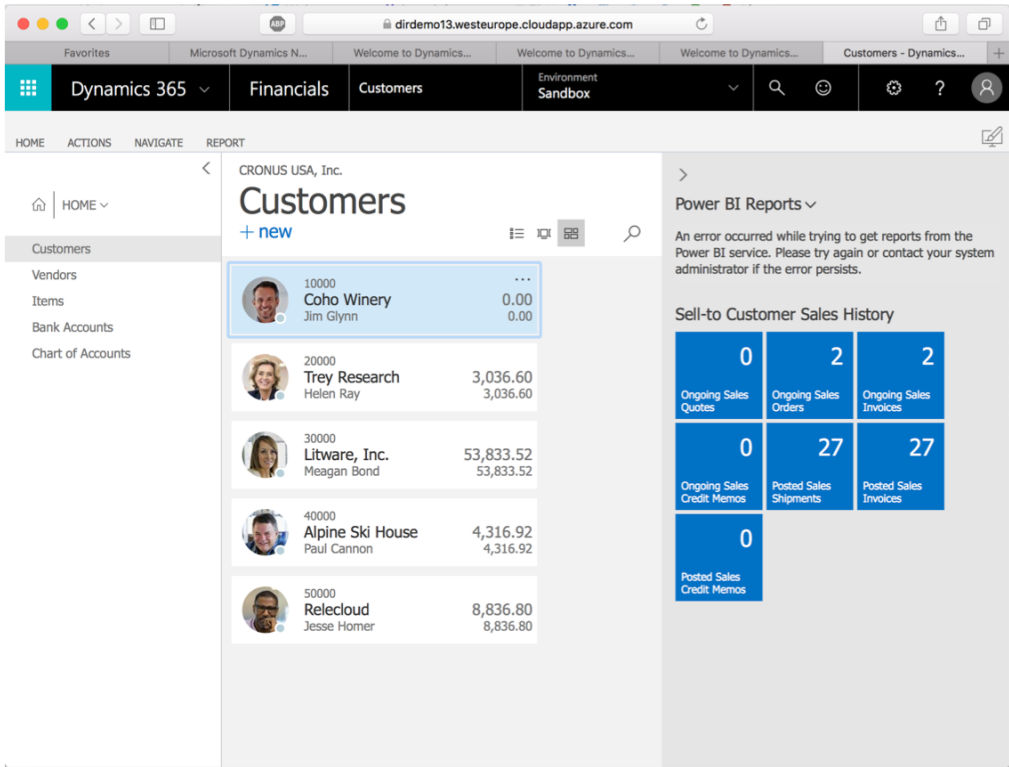 ABP
dirdemo13.westeurope.cloudapp.azure.com
Favorites
Microsoft Dynamics N...
Welcome to Dynamics...
Welcome to Dynamics...
Welcome to Dynamics...
Customers - Dynamics...
Dynamics 365
Financials
Customers
Environment
Sandbox
HOME
ACTIONS
NAVIGATE
REPORT
HOME
Customers
Vendors
Items
Bank Accounts
Chart of Accounts
CRONUS USA, Inc.
Customers
+ new
10000
Coho Winery 0.00
Jim Glynn 0.00
20000
Trey Research 3,036.60
Helen Ray 3,036.60
30000
Litware, Inc. 53,833.52
Meagan Bond 53,833.52
40000
Alpine Ski House 4,316.92
Paul Cannon 4,316.92
50000
Relecloud 8,836.80
Jesse Homer 8,836.80
Power BI Reports
An error occurred while trying to get reports from the
Power BI service. Please try again or contact your system
administrator if the error persists.
Sell-to Customer Sales History
0
Ongoing Sales
Quotes
2
Ongoing Sales
Orders
2
Ongoing Sales
Invoices
0
Ongoing Sales
Credit Memos
27
Posted Sales
Shipments
27
Posted Sales
Invoices
0
Posted Sales
Credit Memos